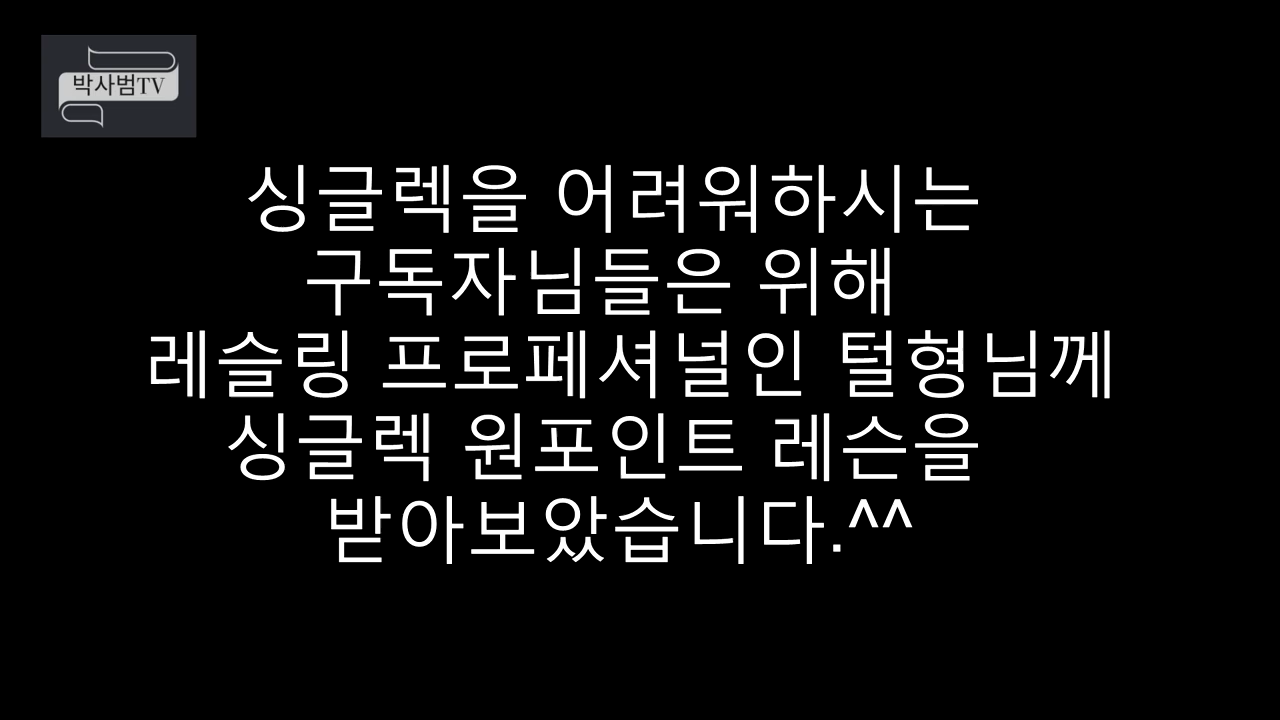 박사범TV
싱글렉을 어려워하시는
구독자님들은 위해
레슬링 프로페셔널인 털형님께
싱글렉 원포인트 레슨을
받아보았습니다.^^